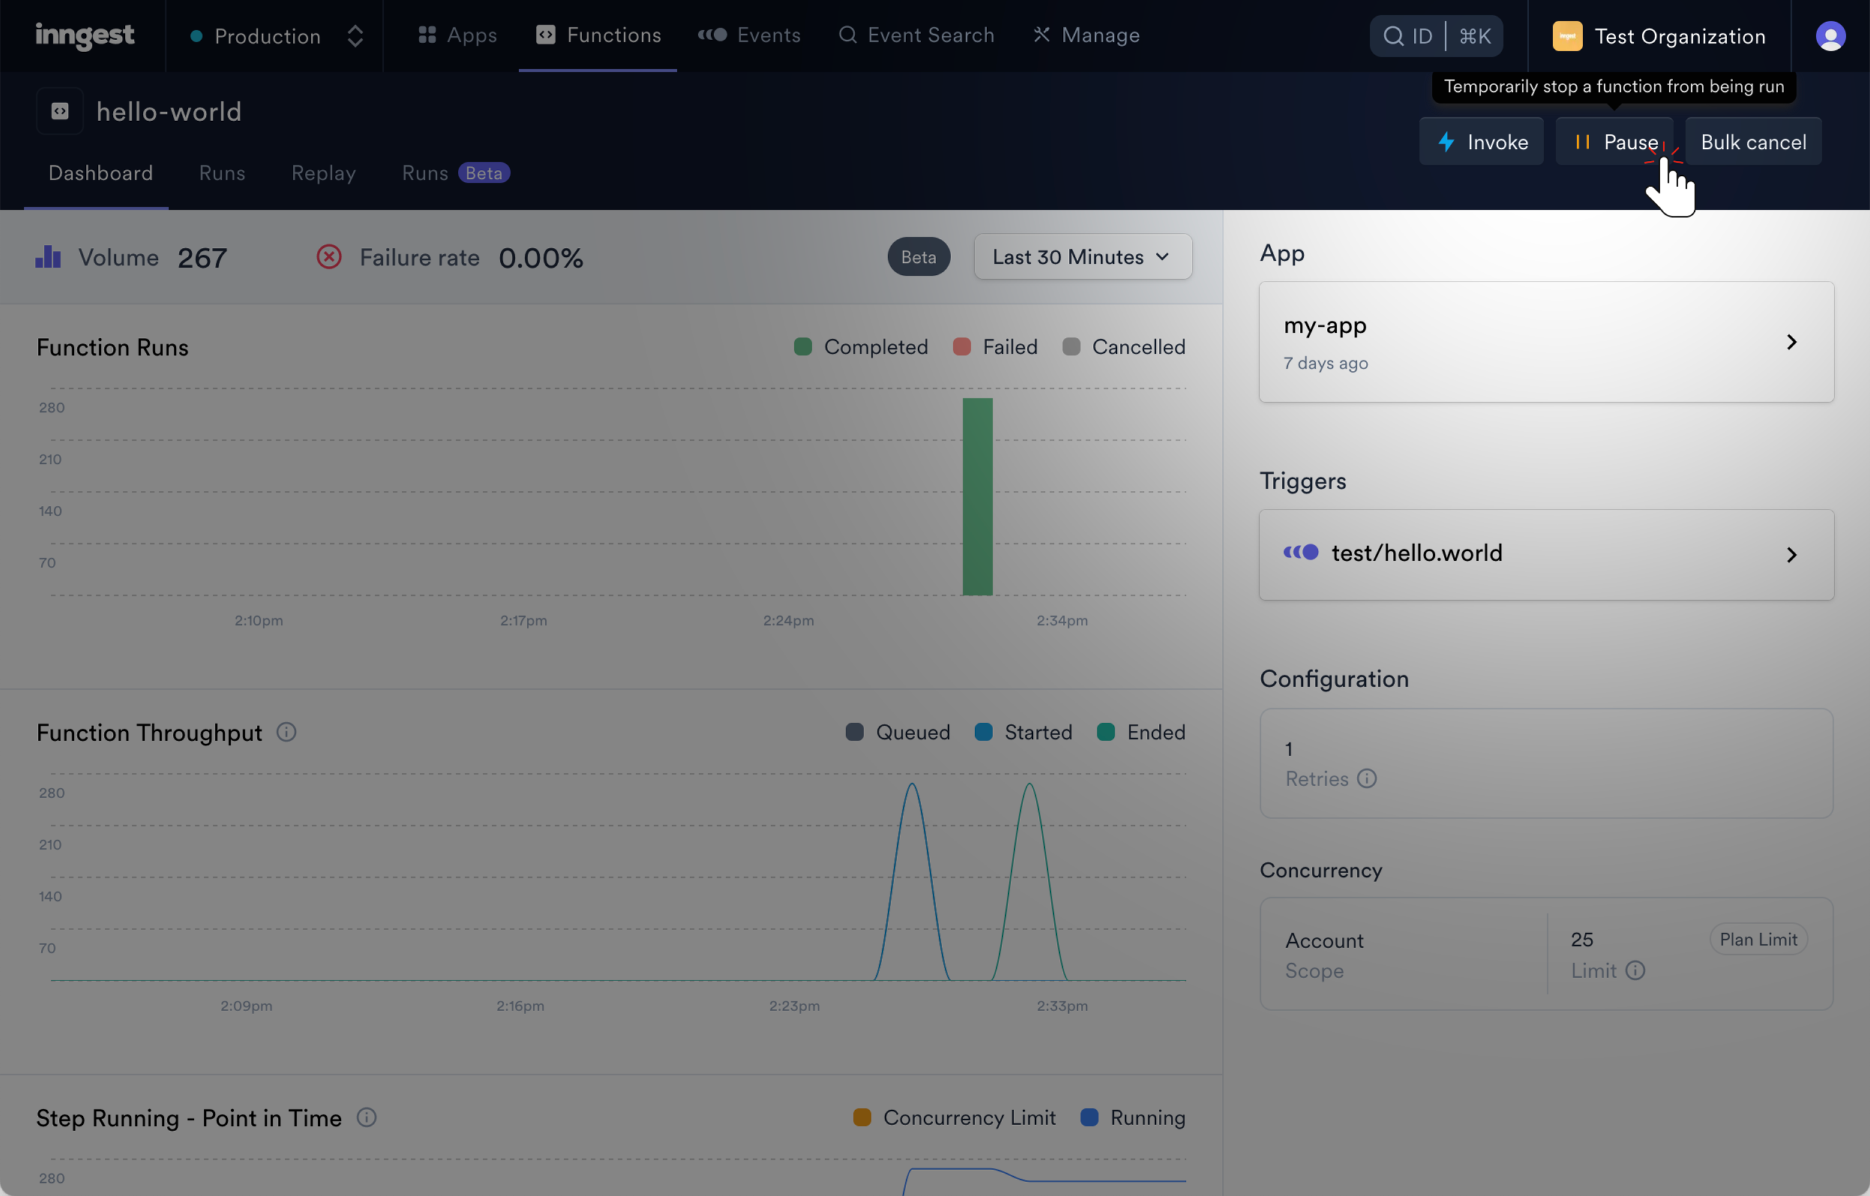 inngest
Production
Apps
Functions
Events
Event Search
Manage
ID | ⌘K
Test Organization
Temporarily stop a function from being run
hello-world
Invoke
Pause
Bulk cancel
Dashboard
Runs
Replay
Runs Beta
Volume 267
Failure rate 0.00%
Beta
Last 30 Minutes
Function Runs
Completed
Failed
Cancelled
280
210
140
70
2:10pm
2:17pm
2:24pm
2:34pm
Function Throughput
Queued
Started
Ended
280
210
140
70
2:09pm
2:16pm
2:23pm
2:33pm
Step Running - Point in Time
Concurrency Limit
Running
280
App
my-app
7 days ago
Triggers
test/hello.world
Configuration
1
Retries
Concurrency
Account
Scope
25
Limit
Plan Limit